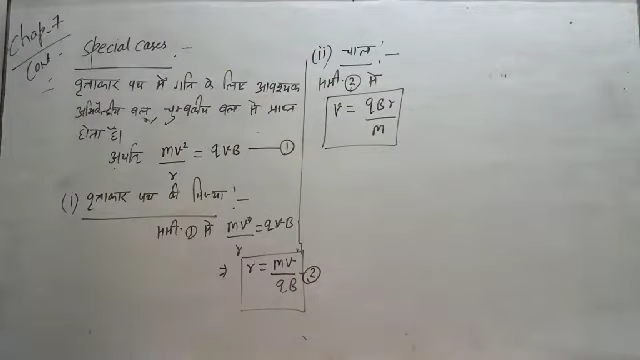 Chap.-7
Cont
Special Cases :-
वृत्ताकार पथ में गति के लिए आवश्यक
अभिकेन्द्रीय बल, चुम्बकीय बल से प्राप्त
होता है।
अर्थात् mv²/r = qvB —— ①
(i) वृत्ताकार पथ की त्रिज्या :-
समी. ① से mv²/r = qvB
⇒ r = mv/qB —②
(ii) चाल :-
समी. ② से
v = qBr/m